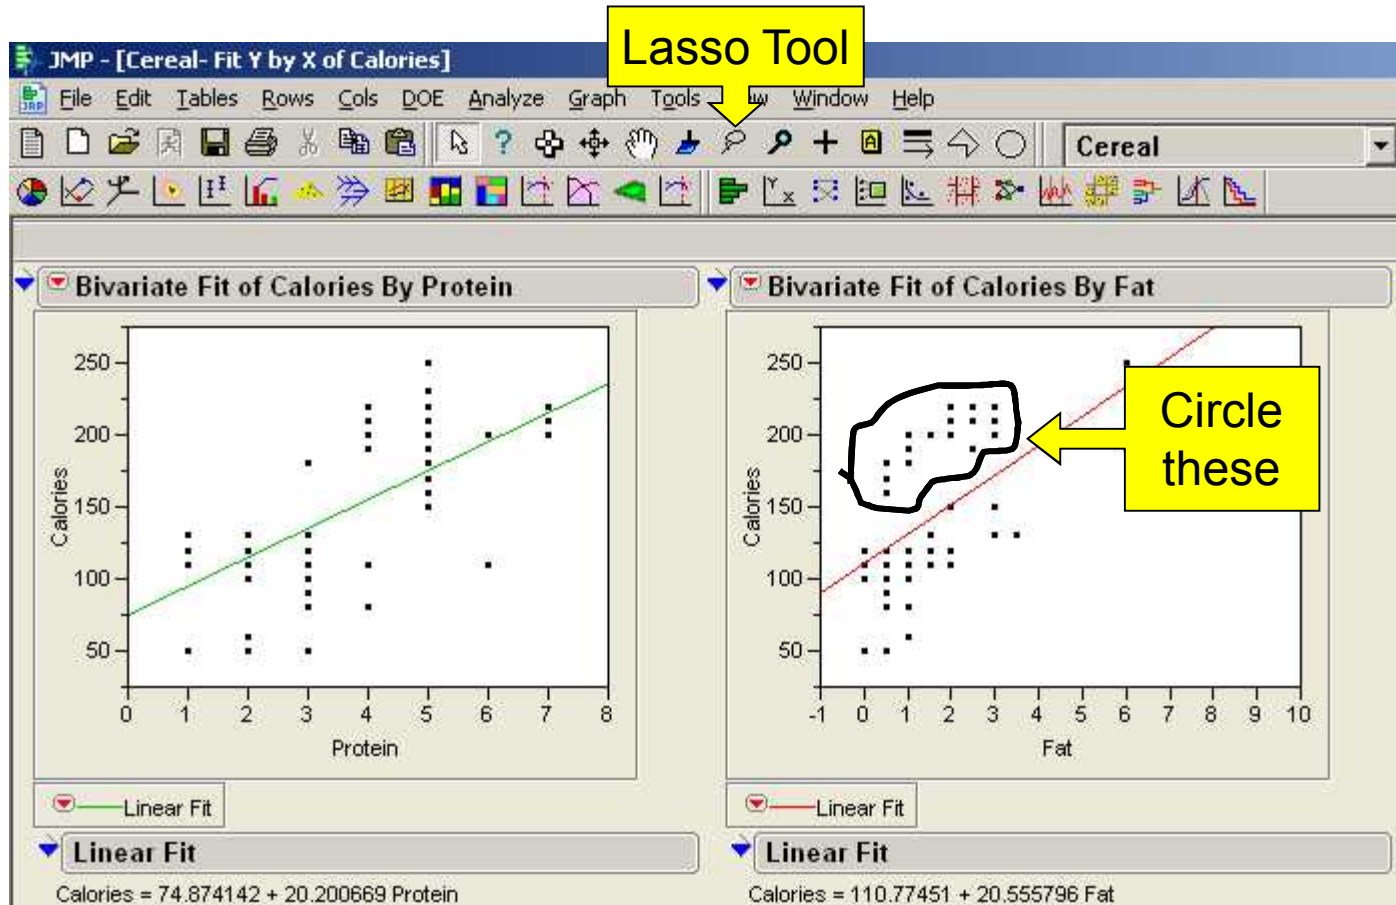 Lasso Tool
JMP - [Cereal- Fit Y by X of Calories]
File Edit Tables Rows Cols DOE Analyze Graph Tools Window Help
Cereal
Bivariate Fit of Calories By Protein
250
200
150
100
50
Calories
0 1 2 3 4 5 6 7 8
Protein
Linear Fit
Linear Fit
Calories = 74.874142 + 20.200669 Protein
Bivariate Fit of Calories By Fat
250
200
150
100
50
Calories
-1 0 1 2 3 4 5 6 7 8 9 10
Fat
Circle
these
Linear Fit
Linear Fit
Calories = 110.77451 + 20.555796 Fat